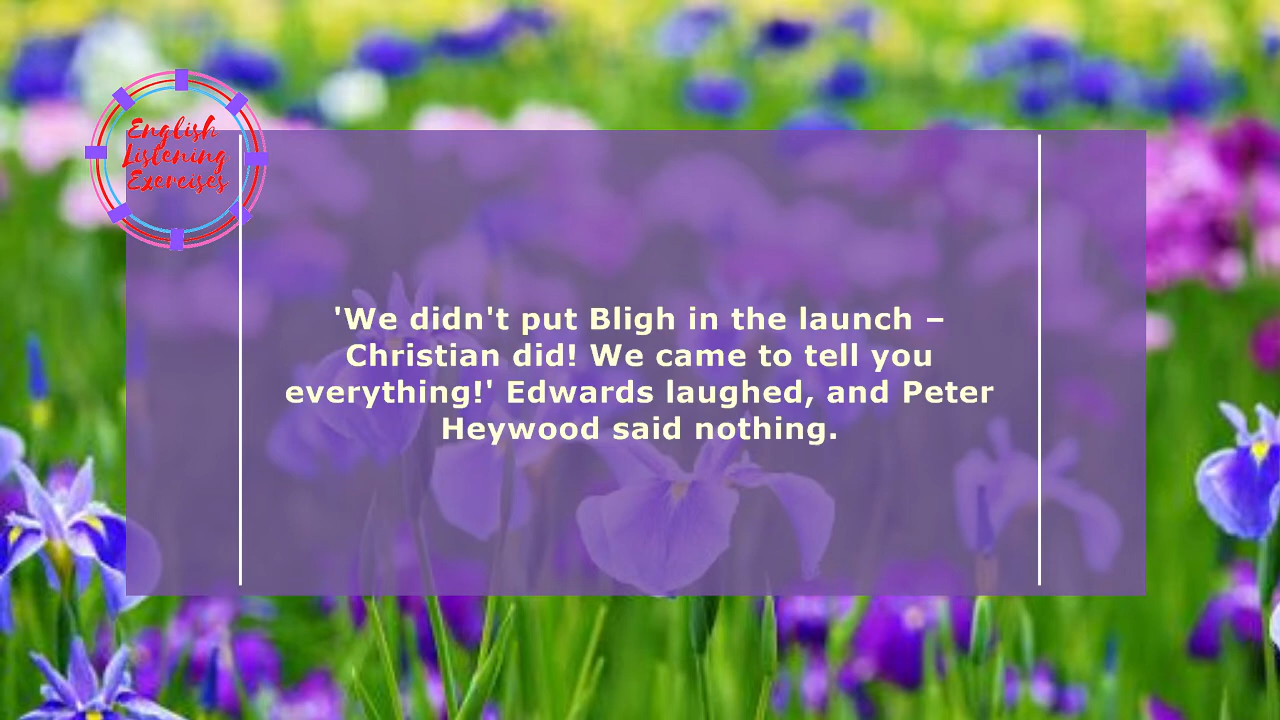 English
Listening
Exercises
'We didn't put Bligh in the launch –
Christian did! We came to tell you
everything!' Edwards laughed, and Peter
Heywood said nothing.